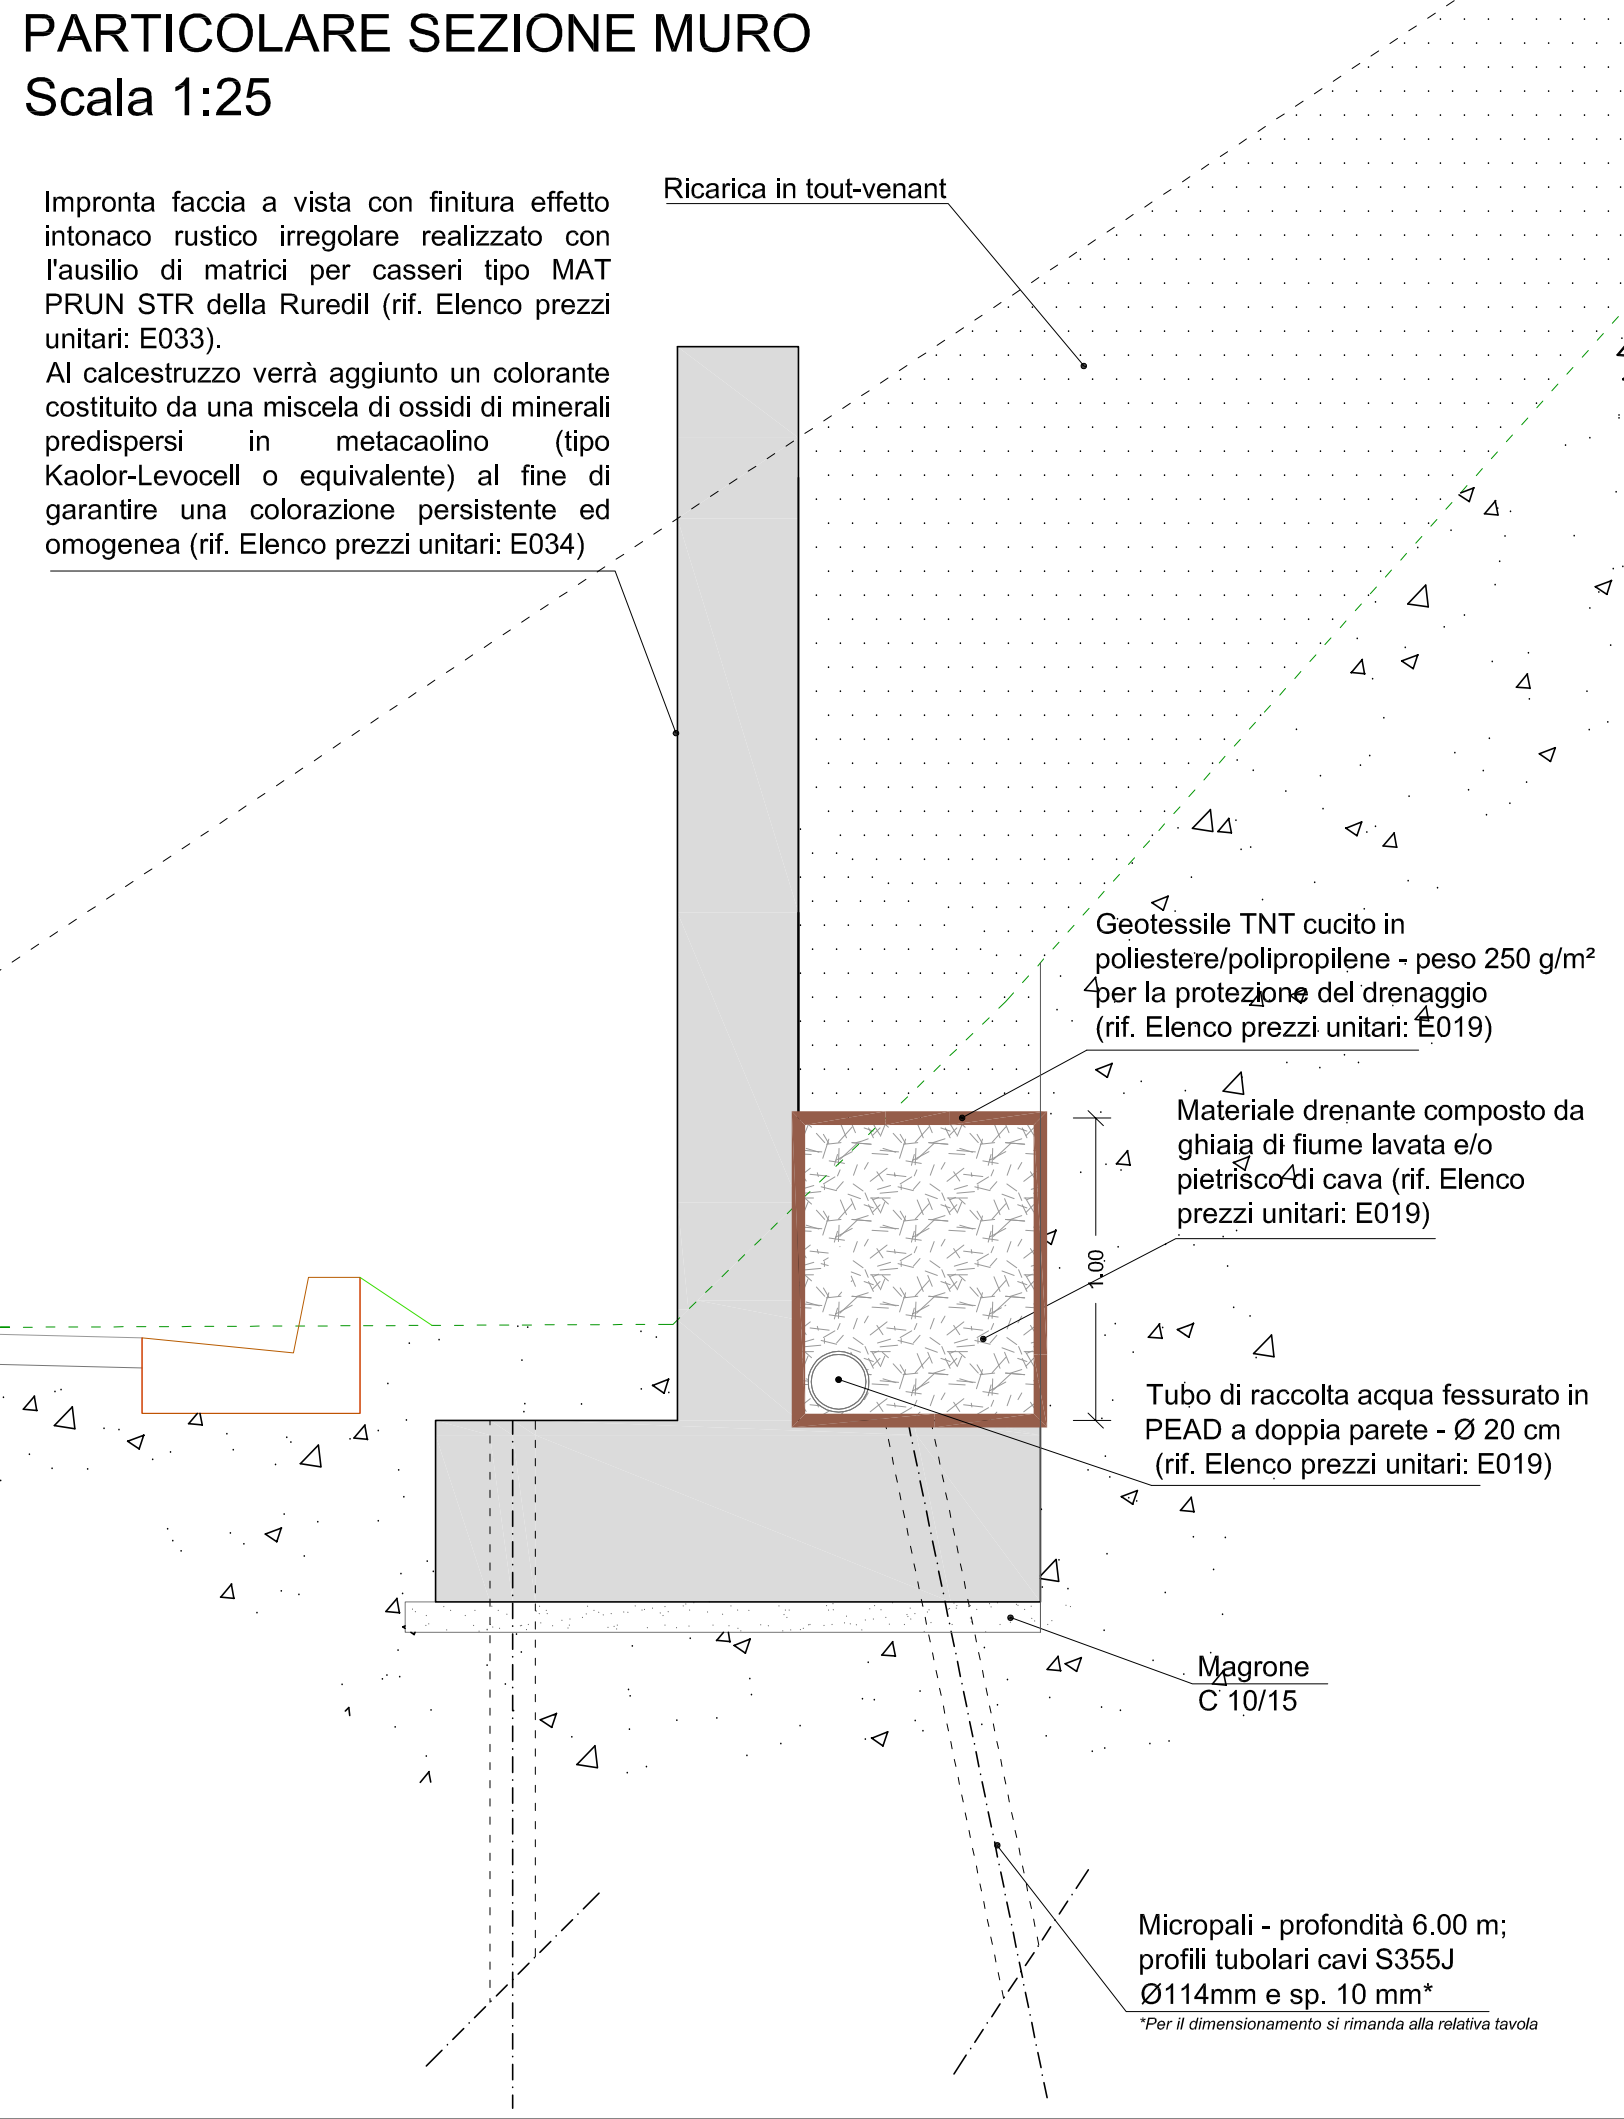 PARTICOLARE SEZIONE MURO
Scala 1:25
Impronta faccia a vista con finitura effetto
intonaco rustico irregolare realizzato con
l'ausilio di matrici per casseri tipo MAT
PRUN STR della Ruredil (rif. Elenco prezzi
unitari: E033).
Al calcestruzzo verrà aggiunto un colorante
costituito da una miscela di ossidi di minerali
predispersi in metacaolino (tipo
Kaolor-Levocell o equivalente) al fine di
garantire una colorazione persistente ed
omogenea (rif. Elenco prezzi unitari: E034)
Ricarica in tout-venant
Geotessile TNT cucito in
poliestere/polipropilene - peso 250 g/m²
per la protezione del drenaggio
(rif. Elenco prezzi unitari: E019)
Materiale drenante composto da
ghiaia di fiume lavata e/o
pietrisco di cava (rif. Elenco
prezzi unitari: E019)
1.00
Tubo di raccolta acqua fessurato in
PEAD a doppia parete - Ø 20 cm
(rif. Elenco prezzi unitari: E019)
Magrone
C 10/15
Micropali - profondità 6.00 m;
profili tubolari cavi S355J
Ø114mm e sp. 10 mm*
*Per il dimensionamento si rimanda alla relativa tavola